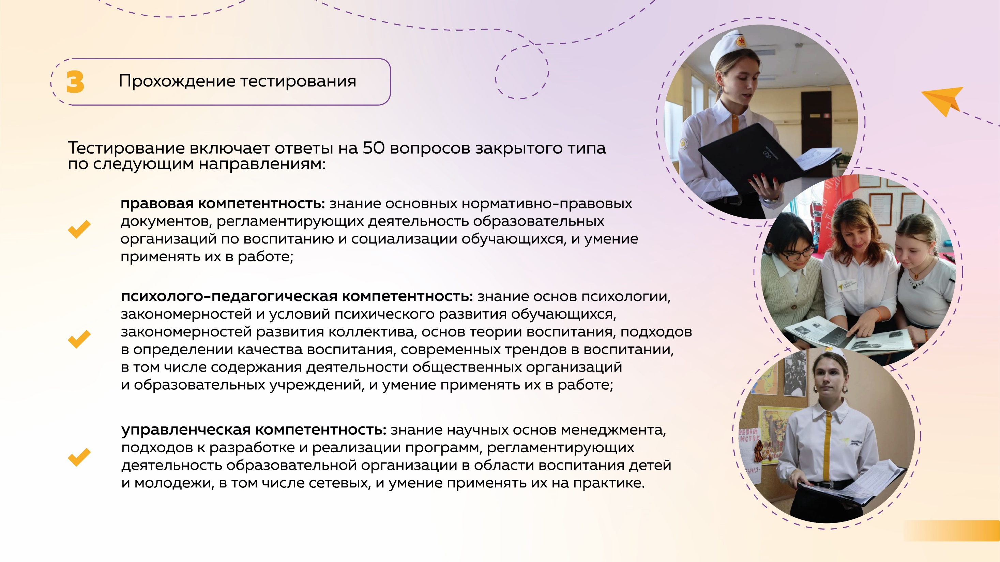 3
Прохождение тестирования
Тестирование включает ответы на 50 вопросов закрытого типа
по следующим направлениям:
правовая компетентность: знание основных нормативно-правовых
документов, регламентирующих деятельность образовательных
организаций по воспитанию и социализации обучающихся, и умение
применять их в работе;
психолого-педагогическая компетентность: знание основ психологии,
закономерностей и условий психического развития обучающихся,
закономерностей развития коллектива, основ теории воспитания, подходов
в определении качества воспитания, современных трендов в воспитании,
в том числе содержания деятельности общественных организаций
и образовательных учреждений, и умение применять их в работе;
управленческая компетентность: знание научных основ менеджмента,
подходов к разработке и реализации программ, регламентирующих
деятельность образовательной организации в области воспитания детей
и молодежи, в том числе сетевых, и умение применять их на практике.
НАВИГАТОРЫ
ДЕТСТВА